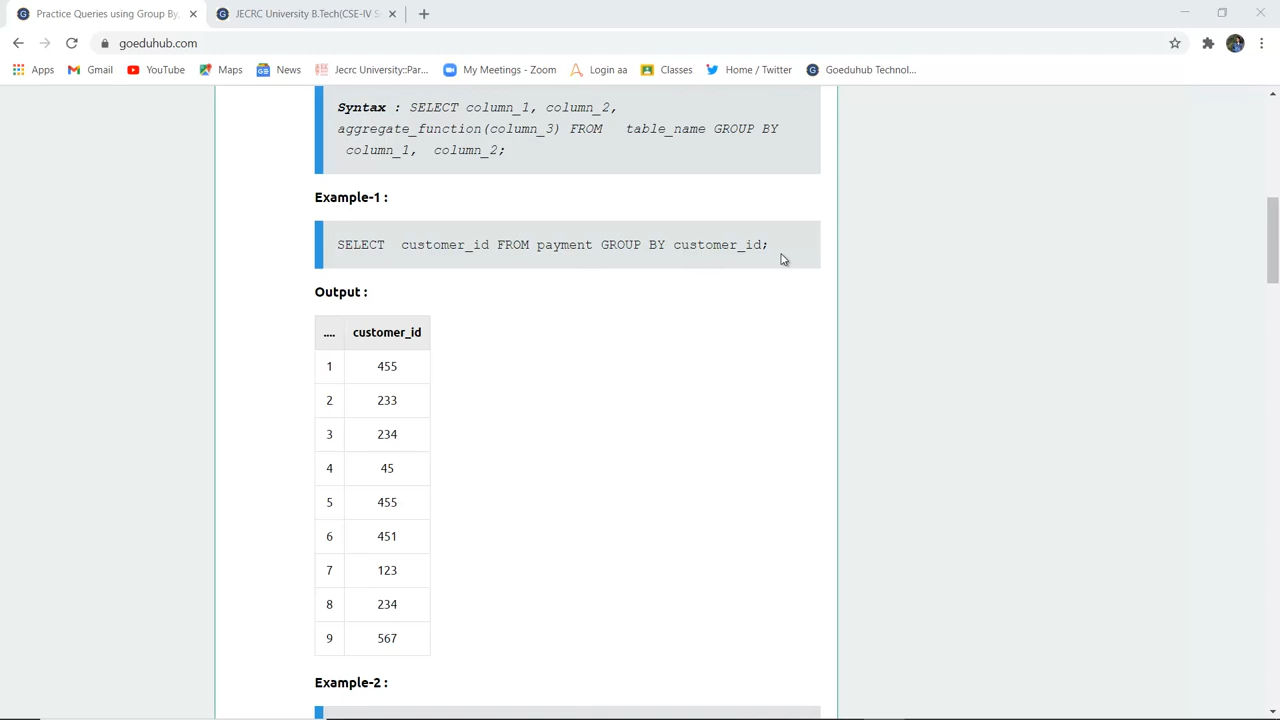 Practice Queries using Group By,
JECRC University B.Tech(CSE-IV S
goeduhub.com
Apps Gmail YouTube Maps News Jecrc University::Par... My Meetings - Zoom Login aa Classes Home / Twitter Goeduhub Technol...
Syntax : SELECT column_1, column_2,
aggregate_function(column_3) FROM table_name GROUP BY
column_1, column_2;
Example-1 :
SELECT customer_id FROM payment GROUP BY customer_id;
Output :
.... customer_id
1 455
2 233
3 234
4 45
5 455
6 451
7 123
8 234
9 567
Example-2 :